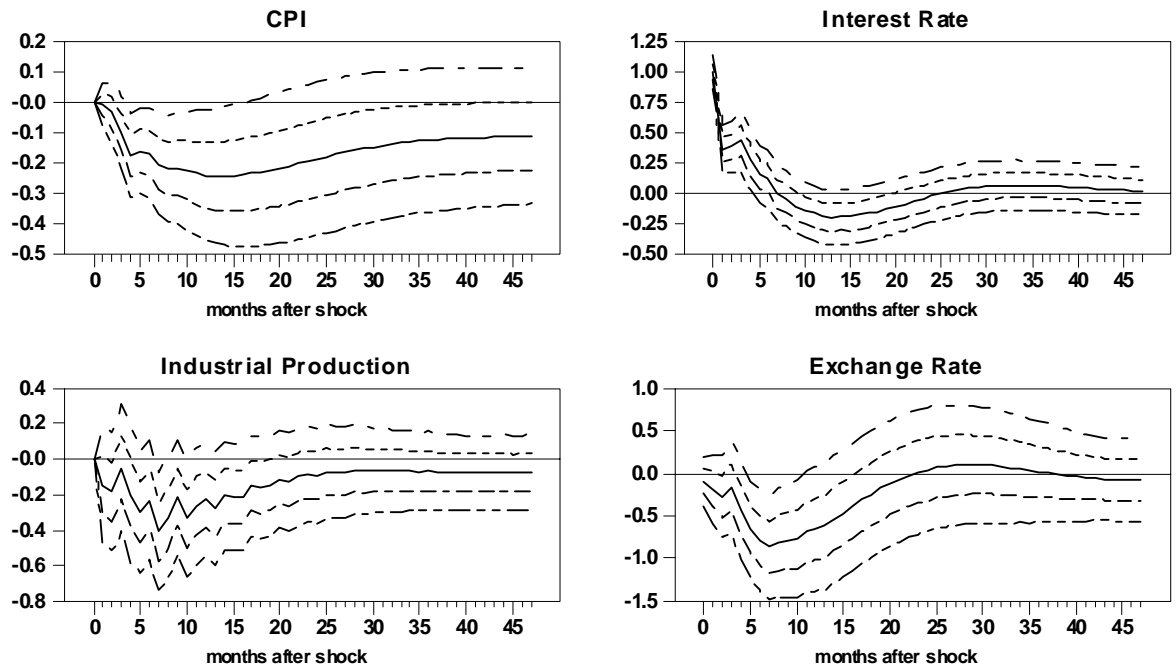 CPI
0.2
0.1
-0.0
-0.1
-0.2
-0.3
-0.4
-0.5
0 5 10 15 20 25 30 35 40 45
months after shock
Interest Rate
1.25
1.00
0.75
0.50
0.25
0.00
-0.25
-0.50
0 5 10 15 20 25 30 35 40 45
months after shock
Industrial Production
0.4
0.2
-0.0
-0.2
-0.4
-0.6
-0.8
0 5 10 15 20 25 30 35 40 45
months after shock
Exchange Rate
1.0
0.5
0.0
-0.5
-1.0
-1.5
0 5 10 15 20 25 30 35 40 45
months after shock